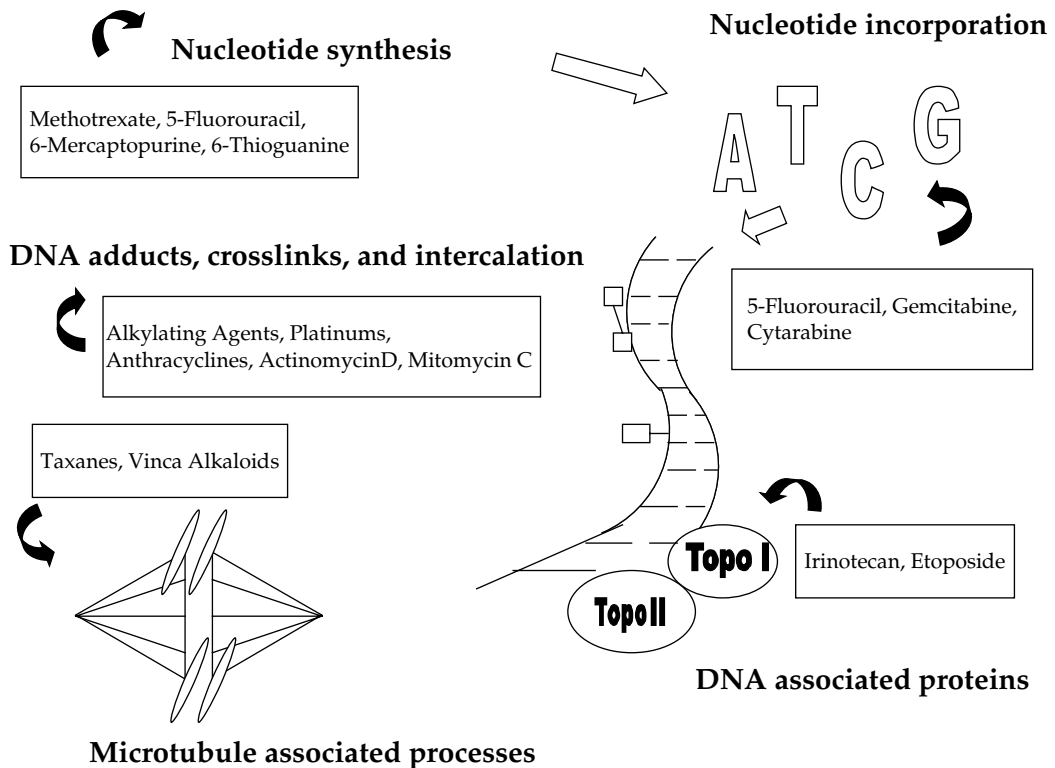 Nucleotide synthesis
Nucleotide incorporation
Methotrexate, 5-Fluorouracil,
6-Mercaptopurine, 6-Thioguanine
A T C G
DNA adducts, crosslinks, and intercalation
Alkylating Agents, Platinums,
Anthracyclines, ActinomycinD, Mitomycin C
5-Fluorouracil, Gemcitabine,
Cytarabine
Taxanes, Vinca Alkaloids
Topo I
Irinotecan, Etoposide
Topo II
DNA associated proteins
Microtubule associated processes